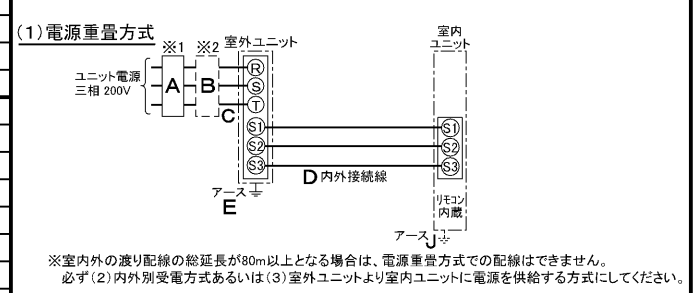 (1)電源重畳方式
※1 ※2 室外ユニット 室内ユニット
ユニット電源
三相 200V
A B C
R
S
T
S1 S1
S2 S2
S3 S3
D 内外接続線
アース
E
リモコン
内蔵
アース J
※室内外の渡り配線の総延長が80m以上となる場合は、電源重畳方式での配線はできません。
必ず(2)内外別受電方式あるいは(3)室外ユニットより室内ユニットに電源を供給する方式にしてください。